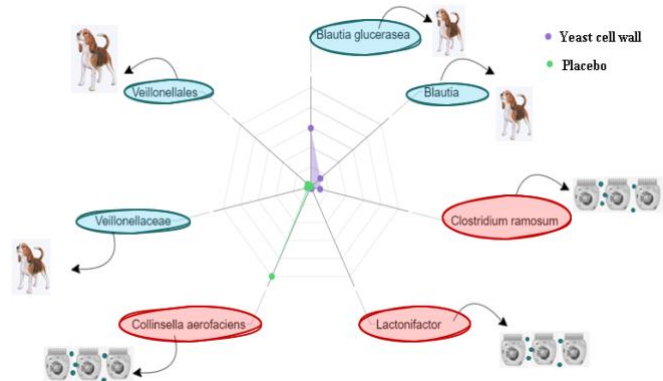 Blautia glucerasea
Yeast cell wall
Placebo
Veillonellales
Blautia
Veillonellaceae
Clostridium ramosum
Collinsella aerofaciens
Lactonifactor